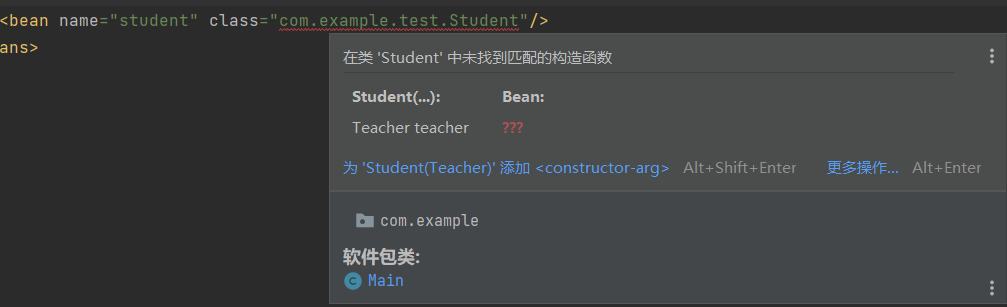 <bean name="student" class="com.example.test.Student"/>
ans>
在类 'Student' 中未找到匹配的构造函数
Student(...): Bean:
Teacher teacher ???
为 'Student(Teacher)' 添加 <constructor-arg> Alt+Shift+Enter 更多操作... Alt+Enter
com.example
软件包类:
C Main